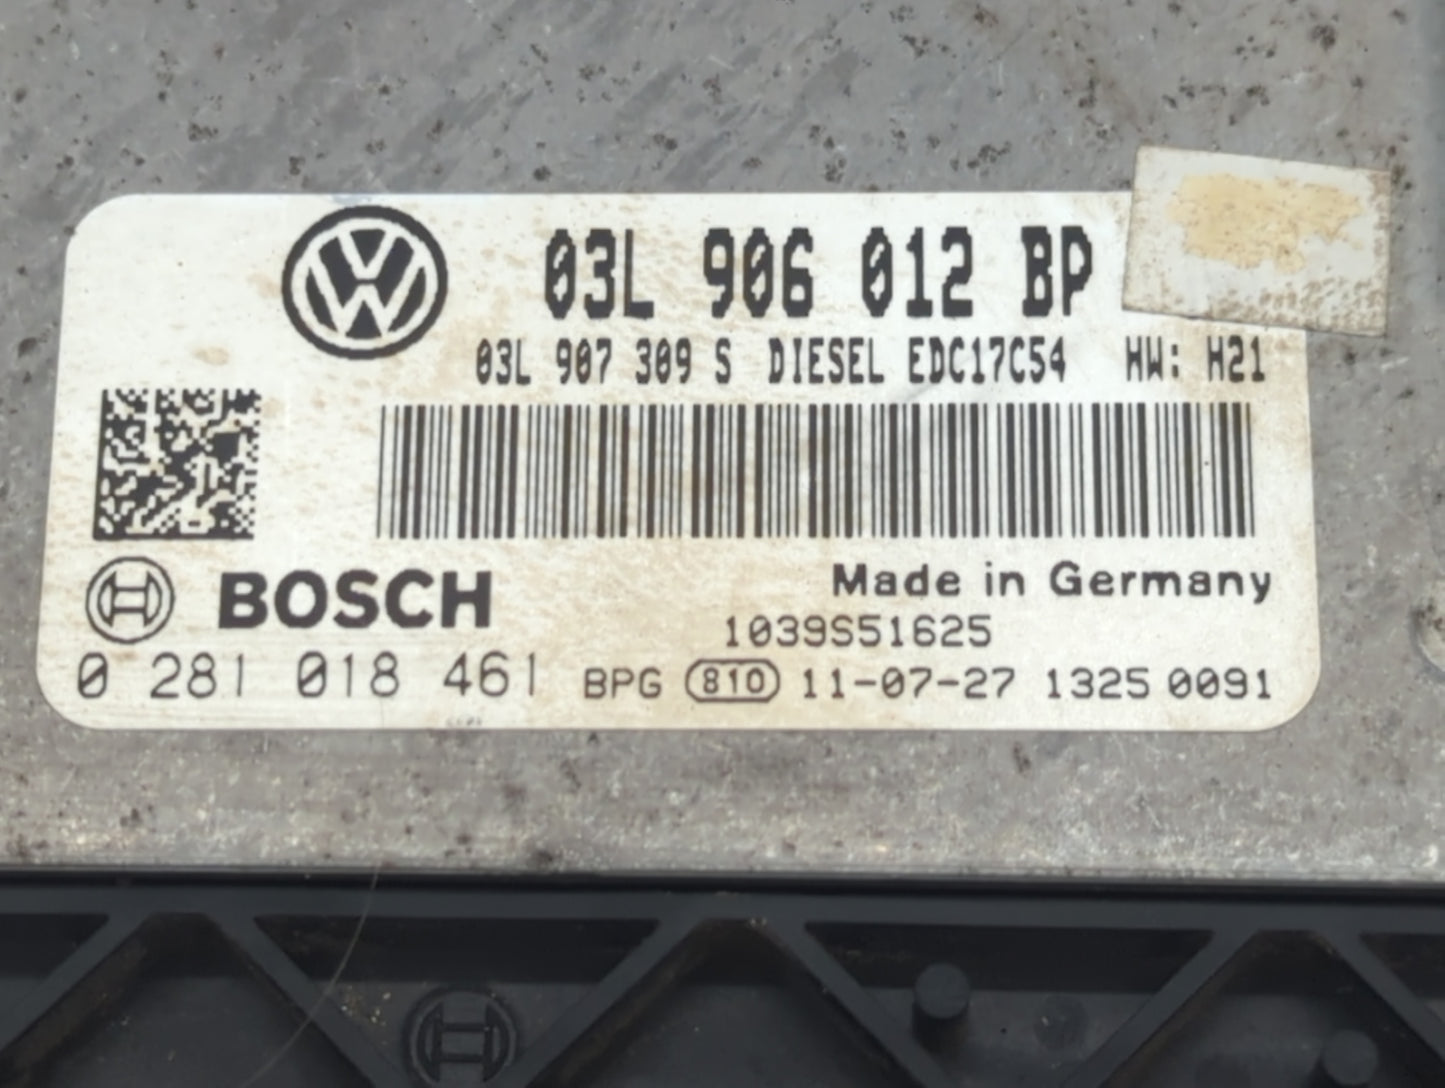 03L 906 012 BP
03L 907 309 S DIESEL EDC17C54 HW: H21
BOSCH
Made in Germany
1039S51625
0 281 018 461 BPG 810 11-07-27 1325 0091